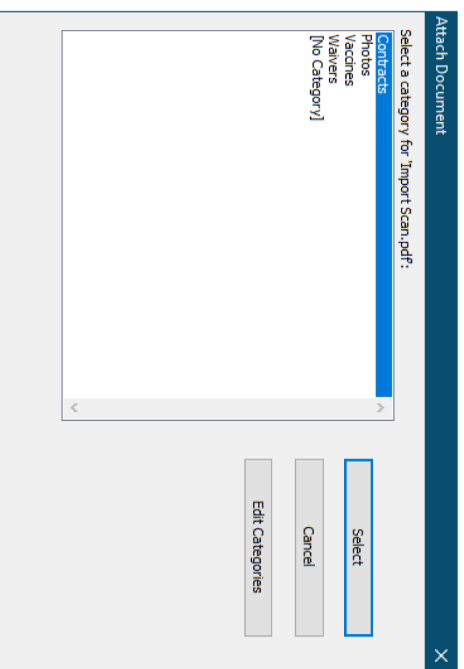 Attach Document
Select a category for 'Import Scan.pdf':
Contracts
Photos
Vaccines
Waivers
[No Category]
Select
Cancel
Edit Categories